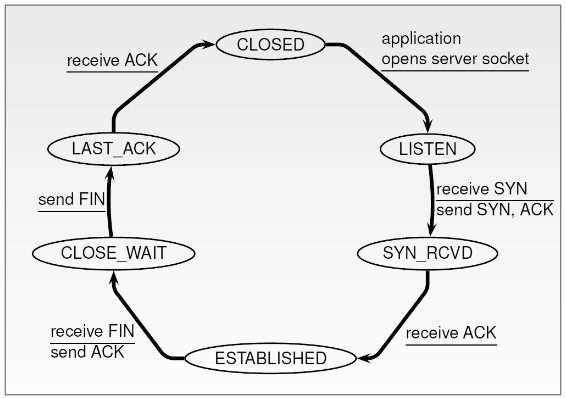 CLOSED
application
opens server socket
receive ACK
LAST_ACK
LISTEN
receive SYN
send SYN, ACK
send FIN
CLOSE_WAIT
SYN_RCVD
receive FIN
send ACK
receive ACK
ESTABLISHED